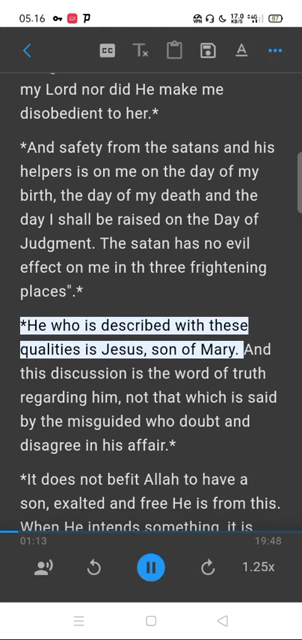 05.16
17.0 KB/S
87
CC
my Lord nor did He make me
disobedient to her.*
*And safety from the satans and his
helpers is on me on the day of my
birth, the day of my death and the
day I shall be raised on the Day of
Judgment. The satan has no evil
effect on me in th three frightening
places".*
*He who is described with these
qualities is Jesus, son of Mary. And
this discussion is the word of truth
regarding him, not that which is said
by the misguided who doubt and
disagree in his affair.*
*It does not befit Allah to have a
son, exalted and free He is from this.
When He intends something, it is
01:13
19:48
1.25x